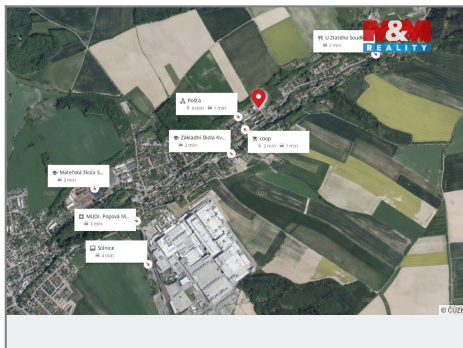 U Zlatého Soudk
2 min
N&M
REALITY
Pošta
4 min 1 min
Základní škola Kv...
3 min
coop
3 min 1 min
Mateřská Škola S...
3 min
MUDr. Popová M...
3 min
Solnice
4 min
© ČÚZK